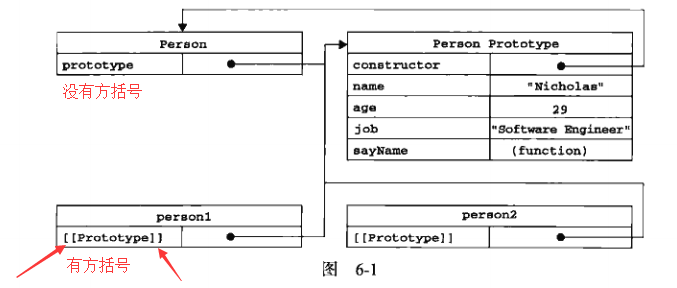 Person
prototype
没有方括号
Person Prototype
constructor
name "Nicholas"
age 29
job "Software Engineer"
sayName (function)
person1
[[Prototype]]
有方括号
person2
[[Prototype]]
图 6-1